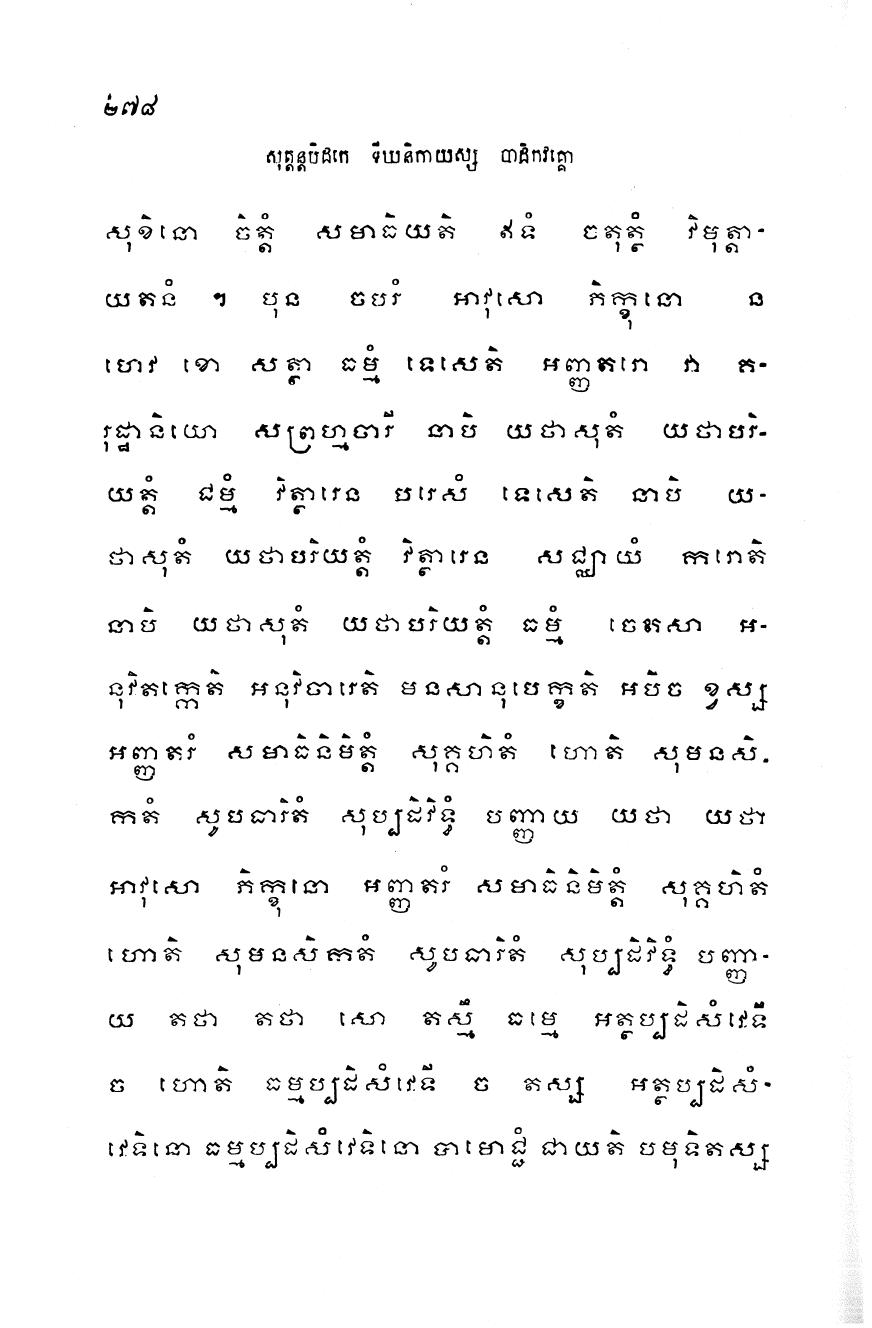 ២៧៨
សុត្តន្តបិដកេ ទីឃនិកាយស្ស បាដិកវគ្គោ
សុខិនោ ចិត្តំ សមាធិយតិ ឥទំ ចតុត្ថំ វិមុត្តា-
យតនំ ។ បុន ចបរំ អាវុសោ ភិក្ខុនោ ន
ហេវ ខោ សត្ថា ធម្មំ ទេសេតិ អញ្ញតរោ វា គ-
រុដ្ឋានិយោ សព្រហ្មចារី នាបិ យថាសុតំ យថាបរិ-
យត្តំ ធម្មំ វិត្ថារេន បរេសំ ទេសេតិ នាបិ យ-
ថាសុតំ យថាបរិយត្តំ វិត្ថារេន សជ្ឈាយំ ករោតិ
នាបិ យថាសុតំ យថាបរិយត្តំ ធម្មំ ចេតសា អ-
នុវិតក្កេតិ អនុវិចារេតិ មនសានុបេក្ខតិ អបិច ខ្វស្ស
អញ្ញតរំ សមាធិនិមិត្តំ សុគ្គហិតំ ហោតិ សុមនសិ-
កតំ សូបធារិតំ សុប្បដិវិទ្ធំ បញ្ញាយ យថា យថា
អាវុសោ ភិក្ខុនោ អញ្ញតរំ សមាធិនិមិត្តំ សុគ្គហិតំ
ហោតិ សុមនសិកតំ សូបធារិតំ សុប្បដិវិទ្ធំ បញ្ញា-
យ តថា តថា សោ តស្មឹ ធម្មេ អត្ថប្បដិសំវេទី
ច ហោតិ ធម្មប្បដិសំវេទី ច តស្ស អត្ថប្បដិសំ-
វេទិនោ ធម្មប្បដិសំវេទិនោ បាមោជ្ជំ ជាយតិ បមុទិតស្ស